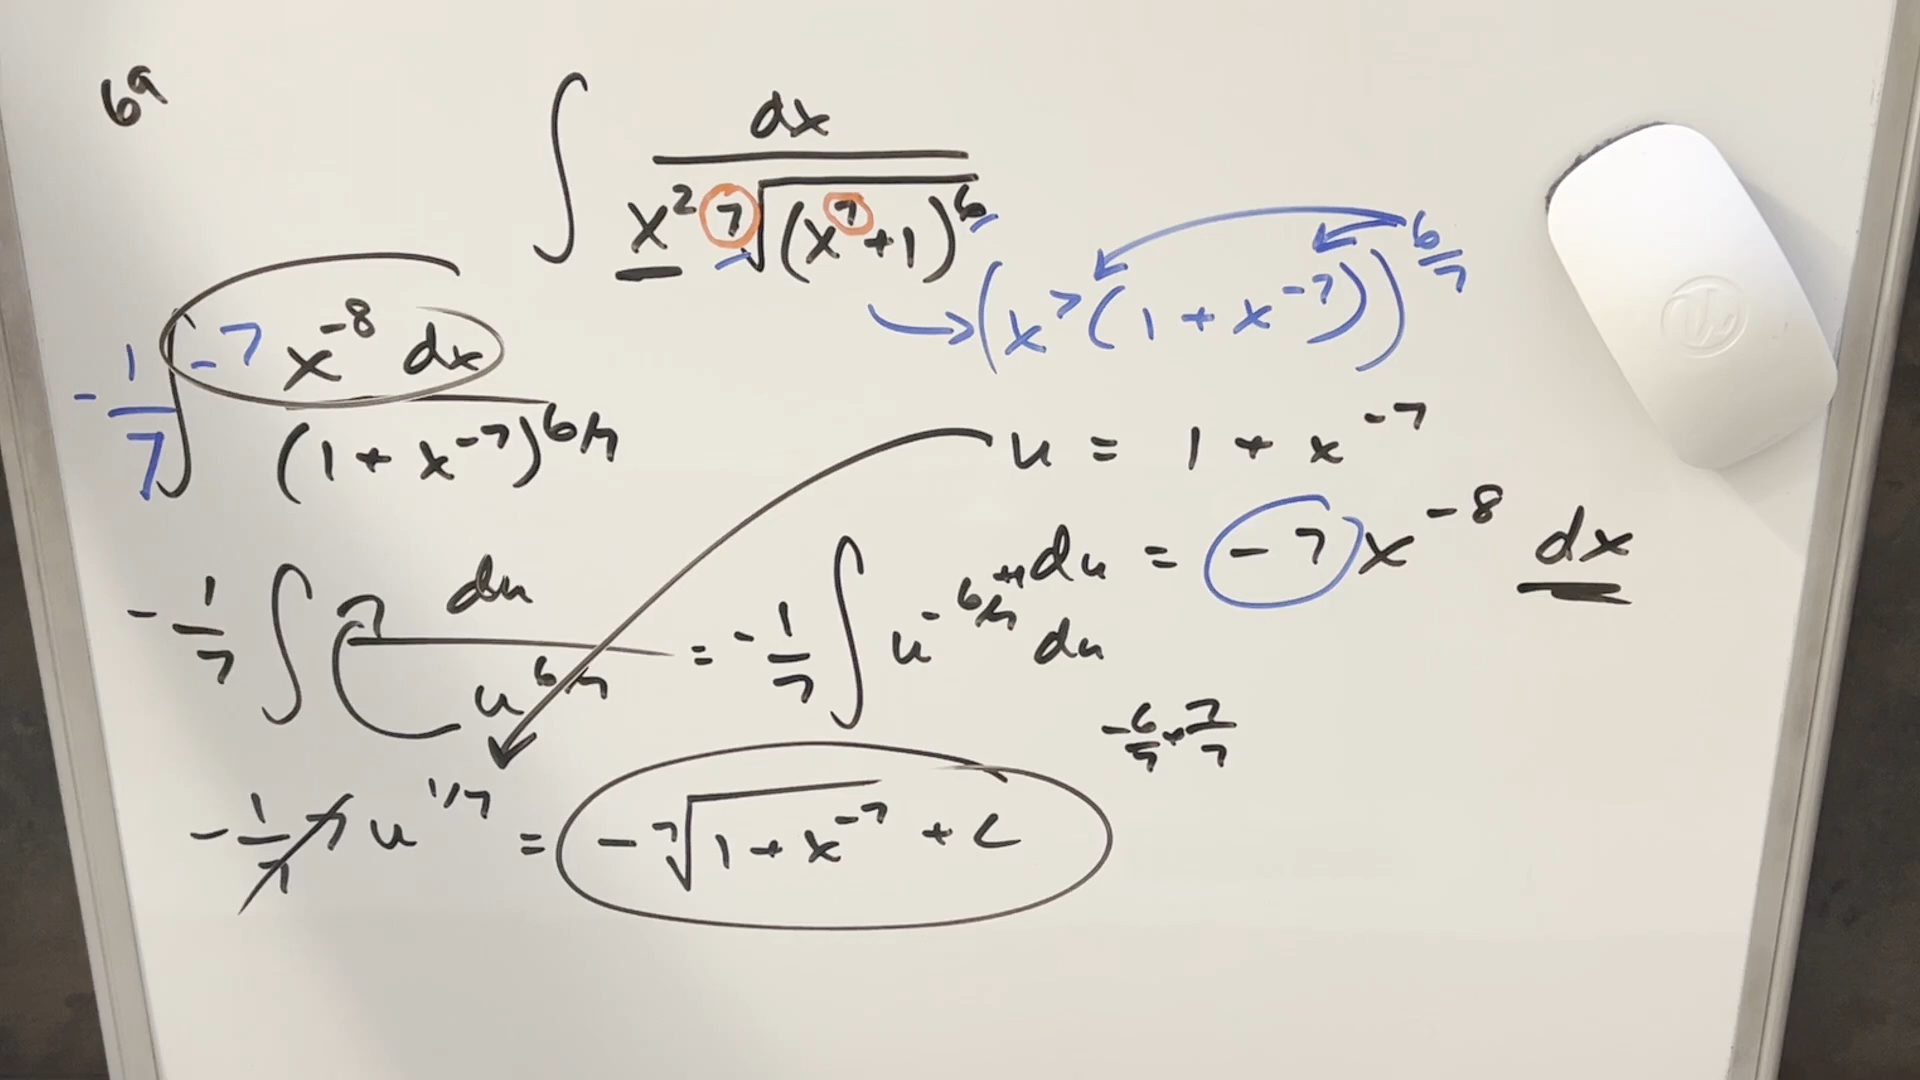 69
∫ dx / x² ⁷√(x⁷+1)⁶
→ (x⁷(1 + x⁻⁷))^(6/7)
-1/7 ∫ -7 x⁻⁸ dx / (1 + x⁻⁷)^(6/7)
u = 1 + x⁻⁷
du = -7 x⁻⁸ dx
-1/7 ∫ du / u^(6/7) = -1/7 ∫ u^(-6/7 +1) du
-6/7 + 7/7
-1/7 7 u^(1/7) = -⁷√(1 + x⁻⁷) + C